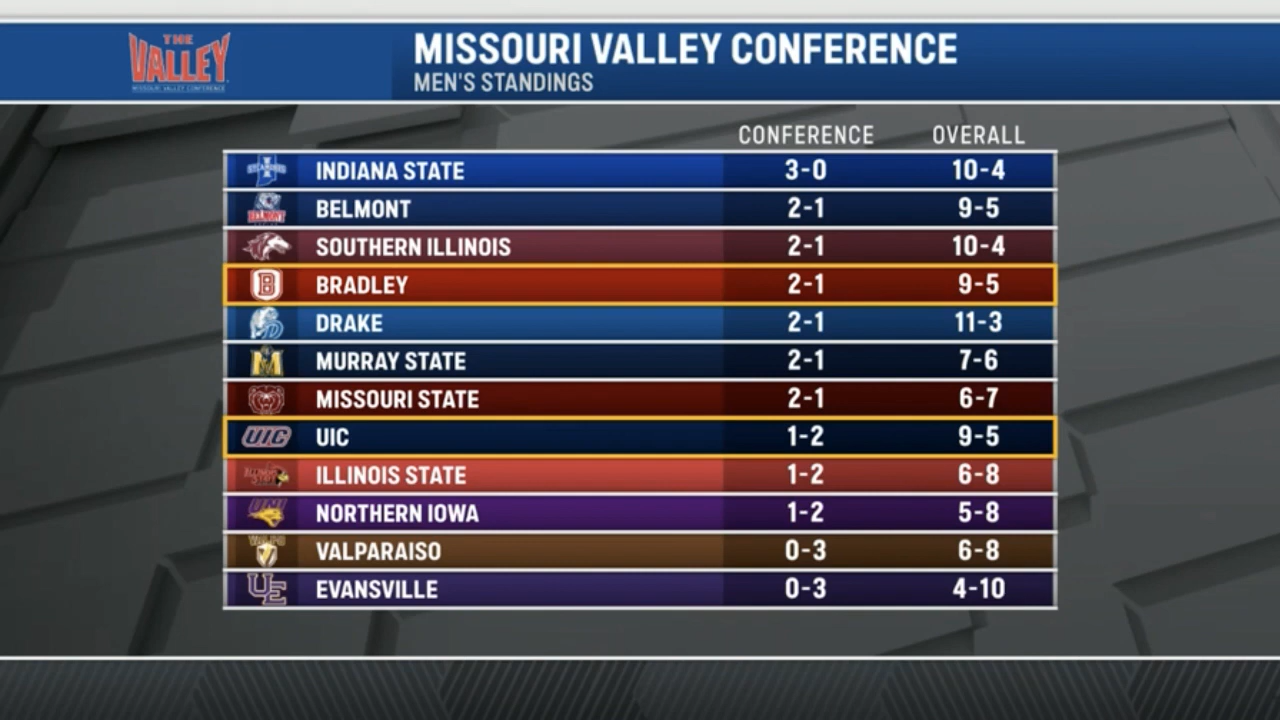 THE
VALLEY
MISSOURI VALLEY CONFERENCE
MISSOURI VALLEY CONFERENCE
MEN'S STANDINGS
CONFERENCE OVERALL
INDIANA STATE 3-0 10-4
BELMONT BELMONT 2-1 9-5
SOUTHERN ILLINOIS 2-1 10-4
B BRADLEY 2-1 9-5
D DRAKE 2-1 11-3
M MURRAY STATE 2-1 7-6
MISSOURI STATE 2-1 6-7
UIC UIC 1-2 9-5
ILLINOIS STATE 1-2 6-8
UNI NORTHERN IOWA 1-2 5-8
VALPO VALPARAISO 0-3 6-8
UE EVANSVILLE 0-3 4-10